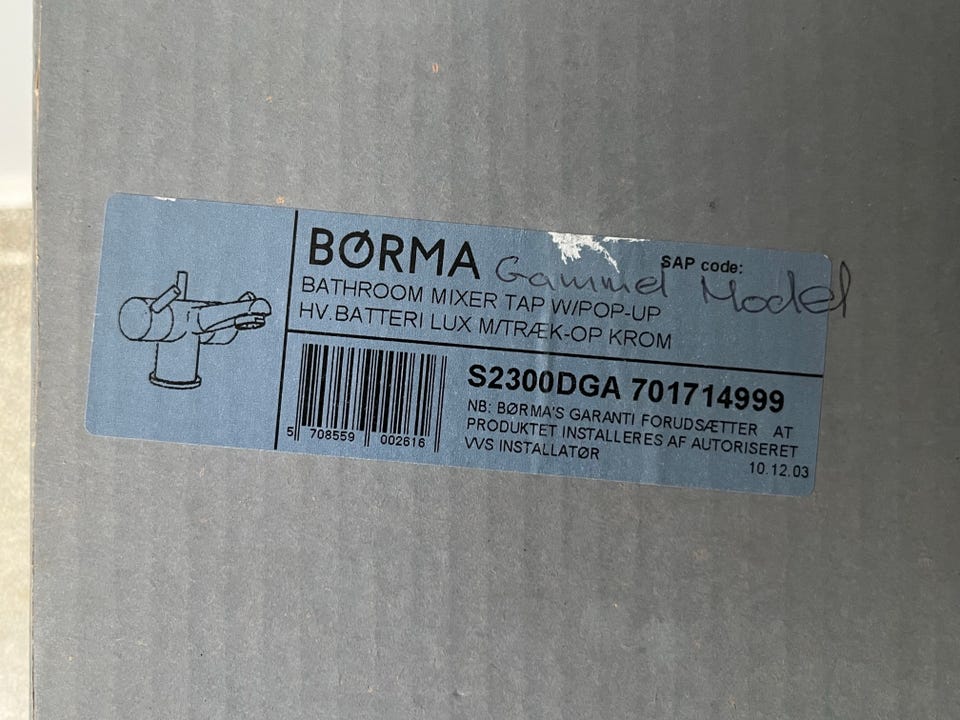 BØRMA Gammel Model
SAP code:
BATHROOM MIXER TAP W/POP-UP
HV.BATTERI LUX M/TRÆK-OP KROM
S2300DGA 701714999
NB: BØRMA'S GARANTI FORUDSÆTTER AT
PRODUKTET INSTALLERES AF AUTORISERET
VVS INSTALLATØR
10.12.03
5 708559 002616